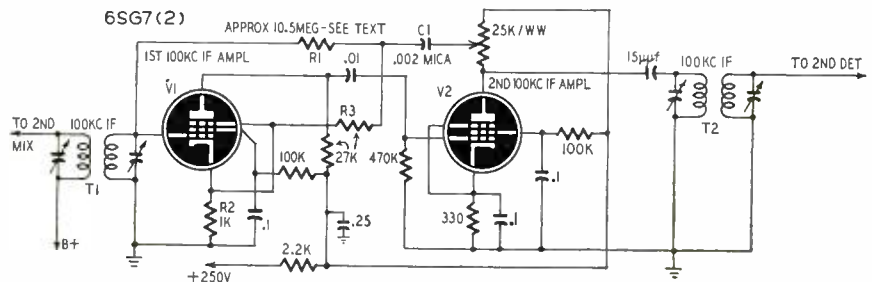 6SG7(2)
APPROX 10.5MEG-SEE TEXT
R1
C1
.002 MICA
25K/WW
1ST 100KC IF AMPL
.01
V1
V2
2ND 100KC IF AMPL
15µµf
100KC IF
TO 2ND DET
TO 2ND
MIX
100KC IF
T1
R3
27K
100K
470K
100K
T2
R2
1K
.1
.25
330
.1
.1
B+
2.2K
+250V